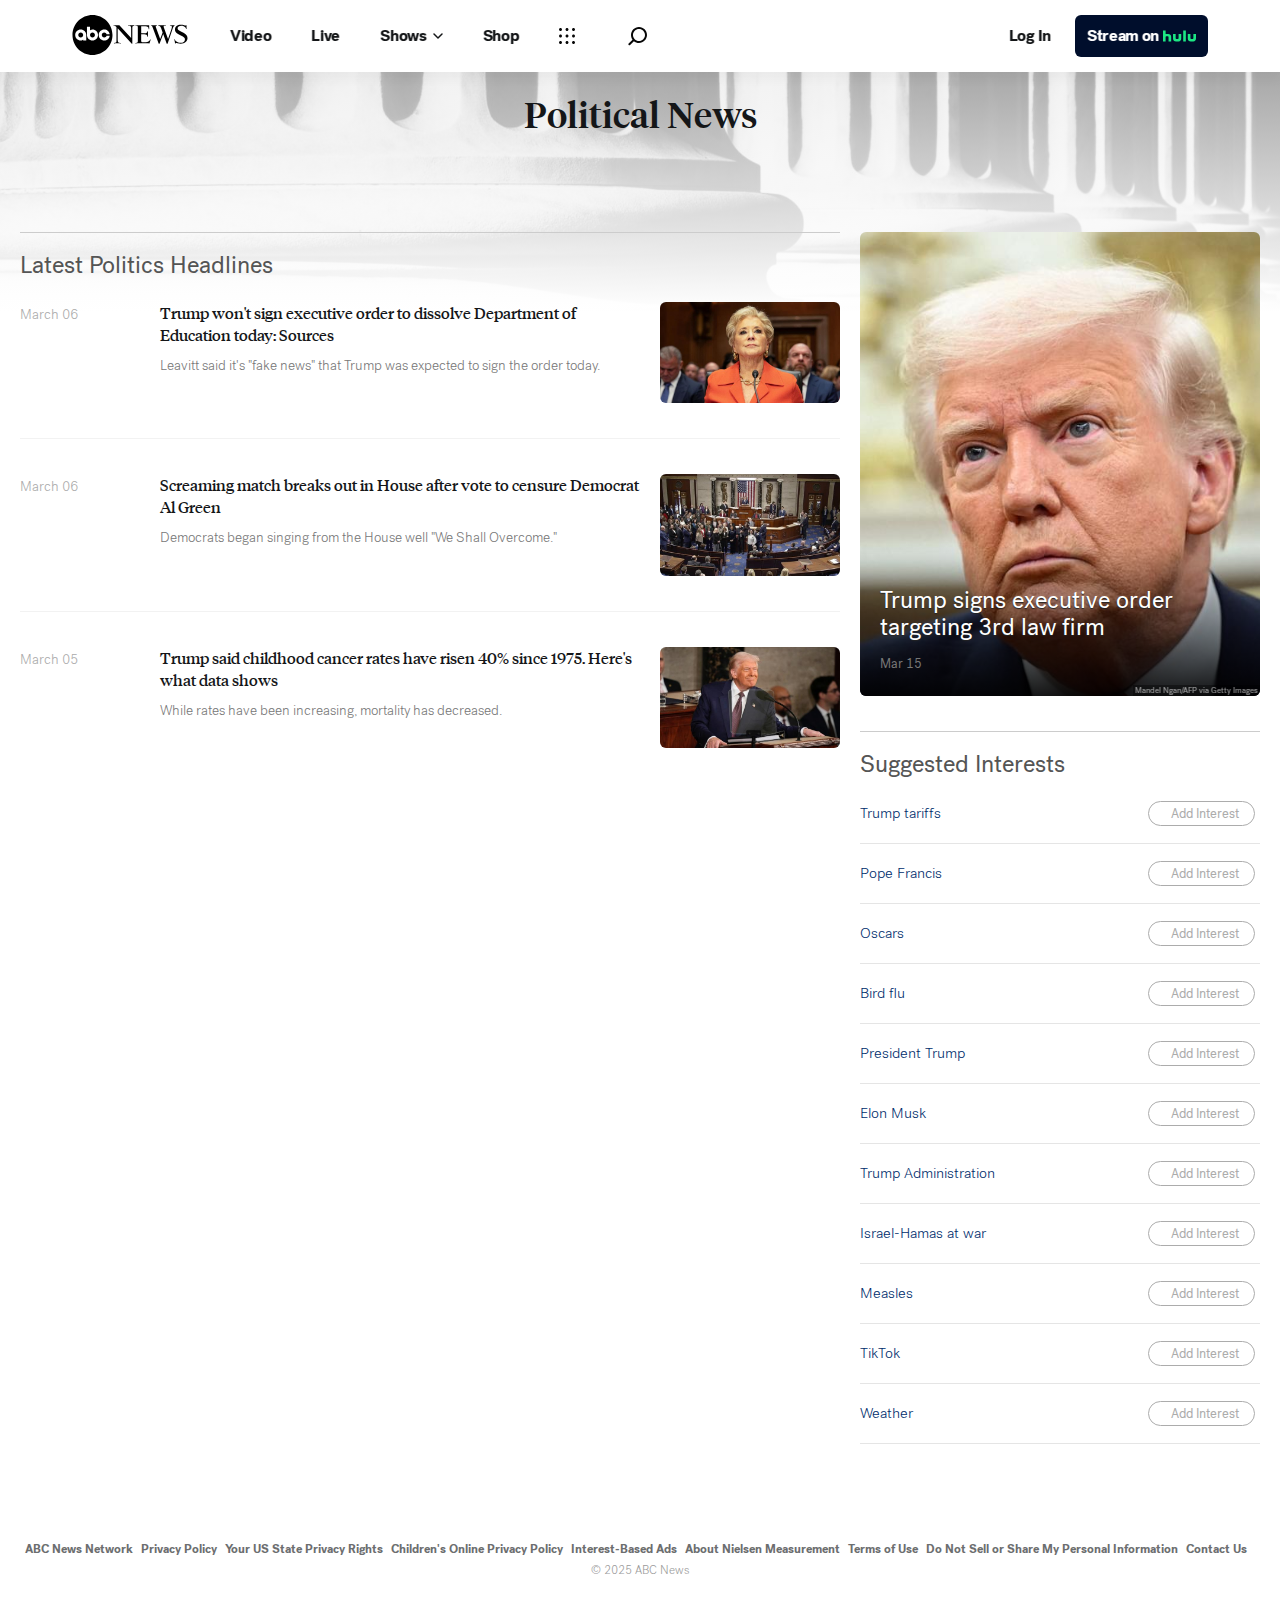 abc NEWS
Video
Live
Shows
Shop
Log In
Stream on hulu
Political News
Latest Politics Headlines
March 06
Trump won't sign executive order to dissolve Department of
Education today: Sources
Leavitt said it's "fake news" that Trump was expected to sign the order today.
March 06
Screaming match breaks out in House after vote to censure Democrat
Al Green
Democrats began singing from the House well "We Shall Overcome."
March 05
Trump said childhood cancer rates have risen 40% since 1975. Here's
what data shows
While rates have been increasing, mortality has decreased.
Trump signs executive order
targeting 3rd law firm
Mar 15
Mandel Ngan/AFP via Getty Images
Suggested Interests
Trump tariffs
Add Interest
Pope Francis
Add Interest
Oscars
Add Interest
Bird flu
Add Interest
President Trump
Add Interest
Elon Musk
Add Interest
Trump Administration
Add Interest
Israel-Hamas at war
Add Interest
Measles
Add Interest
TikTok
Add Interest
Weather
Add Interest
ABC News Network Privacy Policy Your US State Privacy Rights Children's Online Privacy Policy Interest-Based Ads About Nielsen Measurement Terms of Use Do Not Sell or Share My Personal Information Contact Us
© 2025 ABC News